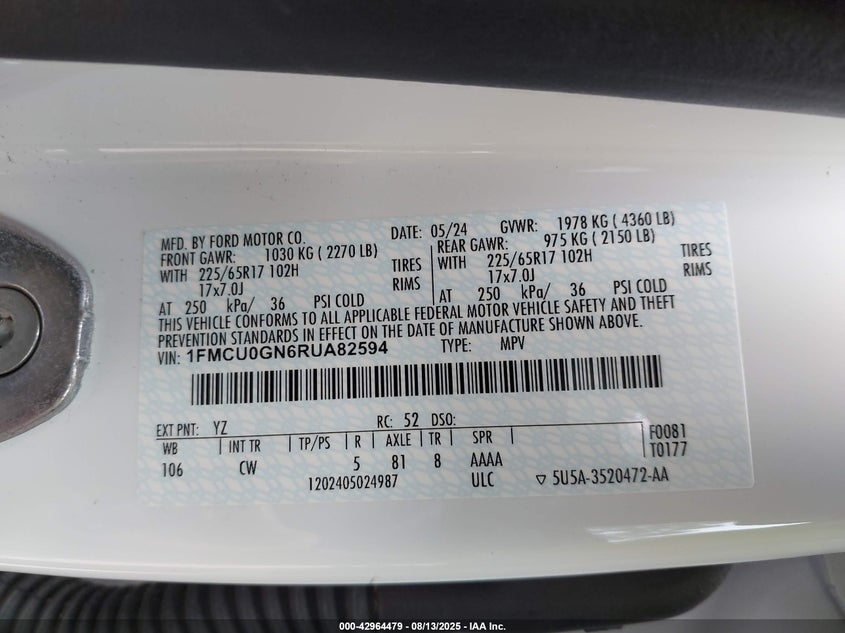 MFD. BY FORD MOTOR CO. DATE: 05/24 GVWR: 1978 KG ( 4360 LB)
FRONT GAWR: 1030 KG ( 2270 LB) REAR GAWR: 975 KG ( 2150 LB)
WITH 225/65R17 102H TIRES WITH 225/65R17 102H TIRES
17x7.0J RIMS 17x7.0J RIMS
AT 250 kPa/ 36 PSI COLD AT 250 kPa/ 36 PSI COLD
THIS VEHICLE CONFORMS TO ALL APPLICABLE FEDERAL MOTOR VEHICLE SAFETY AND THEFT
PREVENTION STANDARDS IN EFFECT ON THE DATE OF MANUFACTURE SHOWN ABOVE.
VIN: 1FMCU0GN6RUA82594 TYPE: MPV
EXT PNT: YZ RC: 52 DSO:
WB INT TR TP/PS R AXLE TR SPR F0081
106 CW 5 81 8 AAAA T0177
1202405024987 ULC ▽ 5U5A-3520472-AA
000-42964479 - 08/13/2025 - IAA Inc.